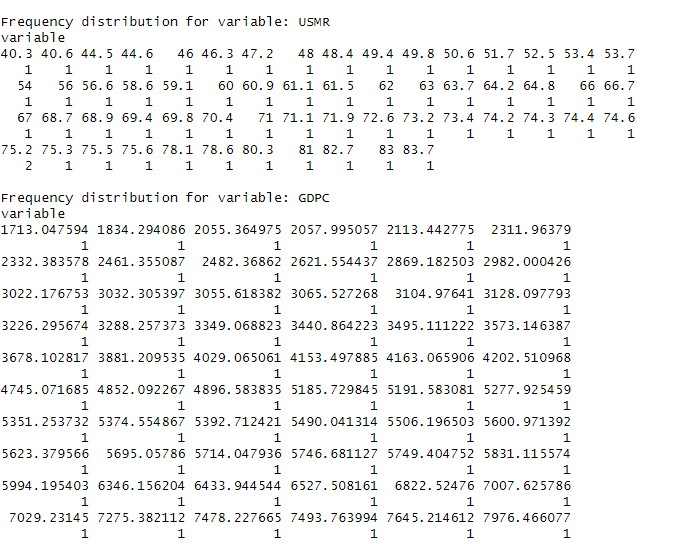 Frequency distribution for variable: USMR
variable
40.3 40.6 44.5 44.6 46 46.3 47.2 48 48.4 49.4 49.8 50.6 51.7 52.5 53.4 53.7
1 1 1 1 1 1 1 1 1 1 1 1 1 1 1 1
54 56 56.6 58.6 59.1 60 60.9 61.1 61.5 62 63 63.7 64.2 64.8 66 66.7
1 1 1 1 1 1 1 1 1 1 1 1 1 1 1 1
67 68.7 68.9 69.4 69.8 70.4 71 71.1 71.9 72.6 73.2 73.4 74.2 74.3 74.4 74.6
1 1 1 1 1 1 1 1 1 1 1 1 1 1 1 1
75.2 75.3 75.5 75.6 78.1 78.6 80.3 81 82.7 83 83.7
2 1 1 1 1 1 1 1 1 1 1
Frequency distribution for variable: GDPC
variable
1713.047594 1834.294086 2055.364975 2057.995057 2113.442775 2311.96379
1 1 1 1 1 1
2332.383578 2461.355087 2482.36862 2621.554437 2869.182503 2982.000426
1 1 1 1 1 1
3022.176753 3032.305397 3055.618382 3065.527268 3104.97641 3128.097793
1 1 1 1 1 1
3226.295674 3288.257373 3349.068823 3440.864223 3495.111222 3573.146387
1 1 1 1 1 1
3678.102817 3881.209535 4029.065061 4153.497885 4163.065906 4202.510968
1 1 1 1 1 1
4745.071685 4852.092267 4896.583835 5185.729845 5191.583081 5277.925459
1 1 1 1 1 1
5351.253732 5374.554867 5392.712421 5490.041314 5506.196503 5600.971392
1 1 1 1 1 1
5623.379566 5695.05786 5714.047936 5746.681127 5749.404752 5831.115574
1 1 1 1 1 1
5994.195403 6346.156204 6433.944544 6527.508161 6822.52476 7007.625786
1 1 1 1 1 1
7029.23145 7275.382112 7478.227665 7493.763994 7645.214612 7976.466077
1 1 1 1 1 1